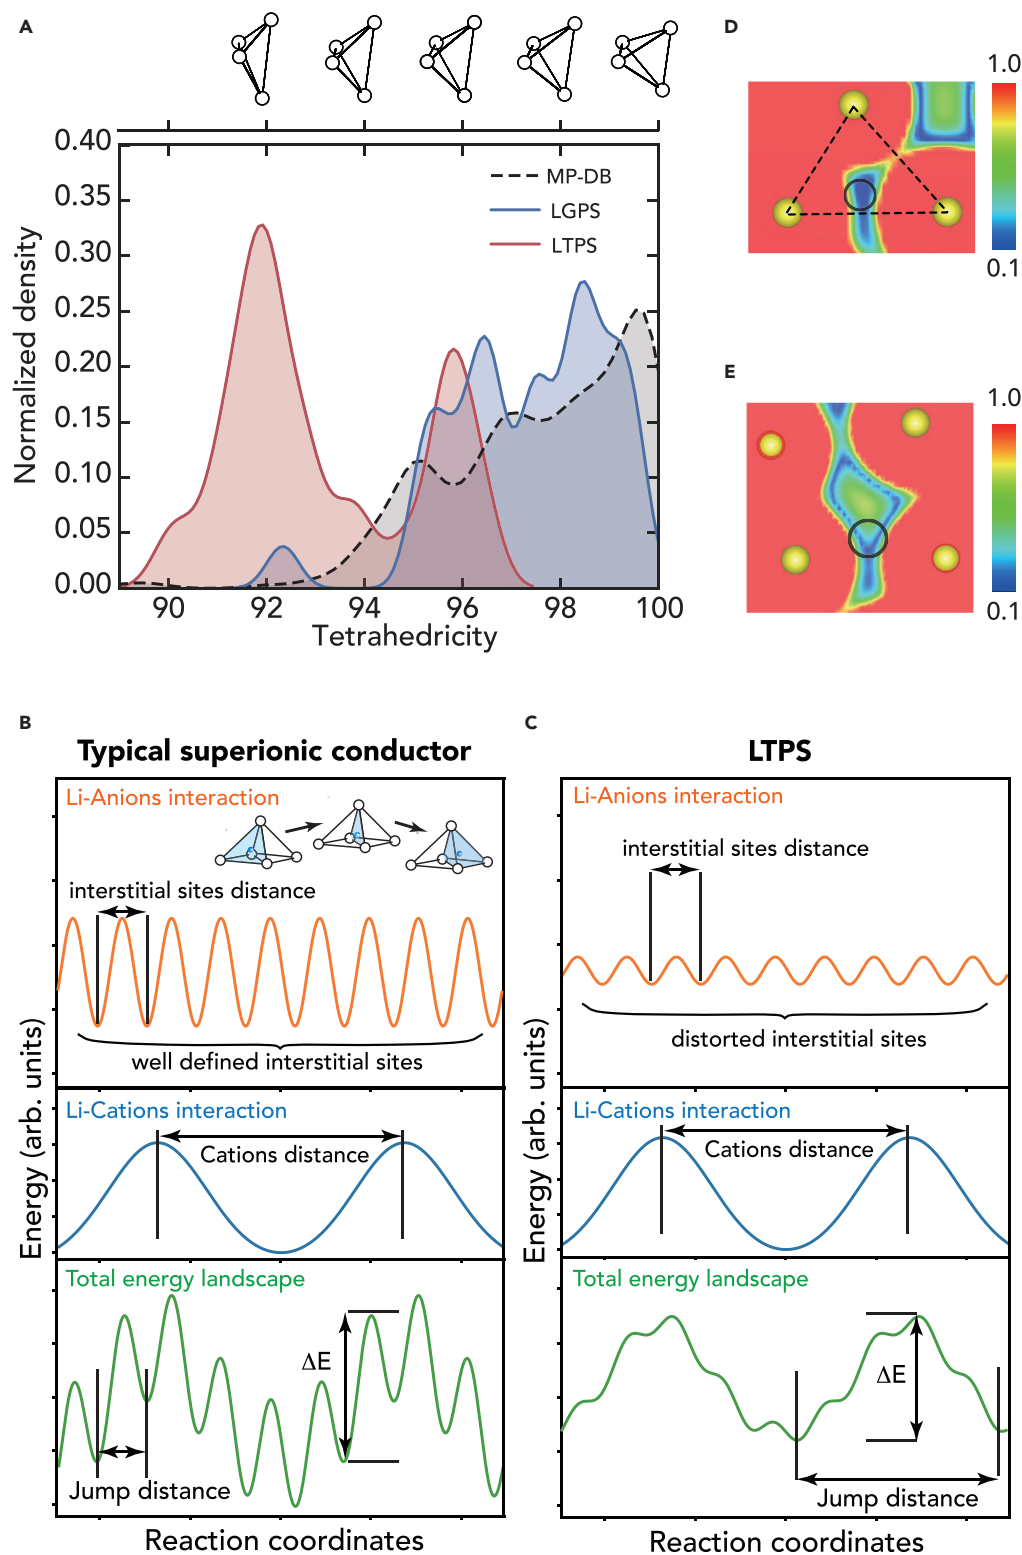 A
0.40
0.35
0.30
0.25
0.20
0.15
0.10
0.05
0.00
Normalized density
MP-DB
LGPS
LTPS
90 92 94 96 98 100
Tetrahedricity
D
1.0
0.1
E
1.0
0.1
B
Typical superionic conductor
Li-Anions interaction
interstitial sites distance
well defined interstitial sites
Li-Cations interaction
Cations distance
Total energy landscape
ΔE
Jump distance
Energy (arb. units)
Reaction coordinates
C
LTPS
Li-Anions interaction
interstitial sites distance
distorted interstitial sites
Li-Cations interaction
Cations distance
Total energy landscape
ΔE
Jump distance
Energy (arb. units)
Reaction coordinates